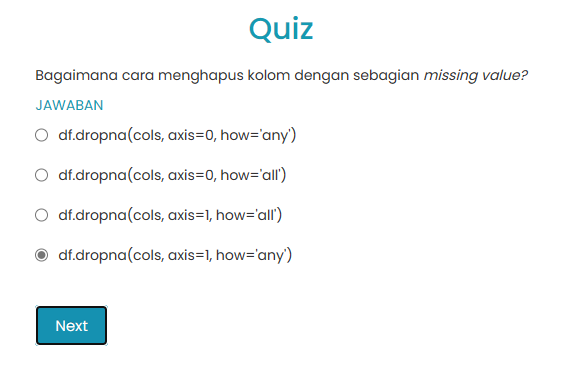 Quiz
Bagaimana cara menghapus kolom dengan sebagian missing value?
JAWABAN
df.dropna(cols, axis=0, how='any')
df.dropna(cols, axis=0, how='all')
df.dropna(cols, axis=1, how='all')
df.dropna(cols, axis=1, how='any')
Next